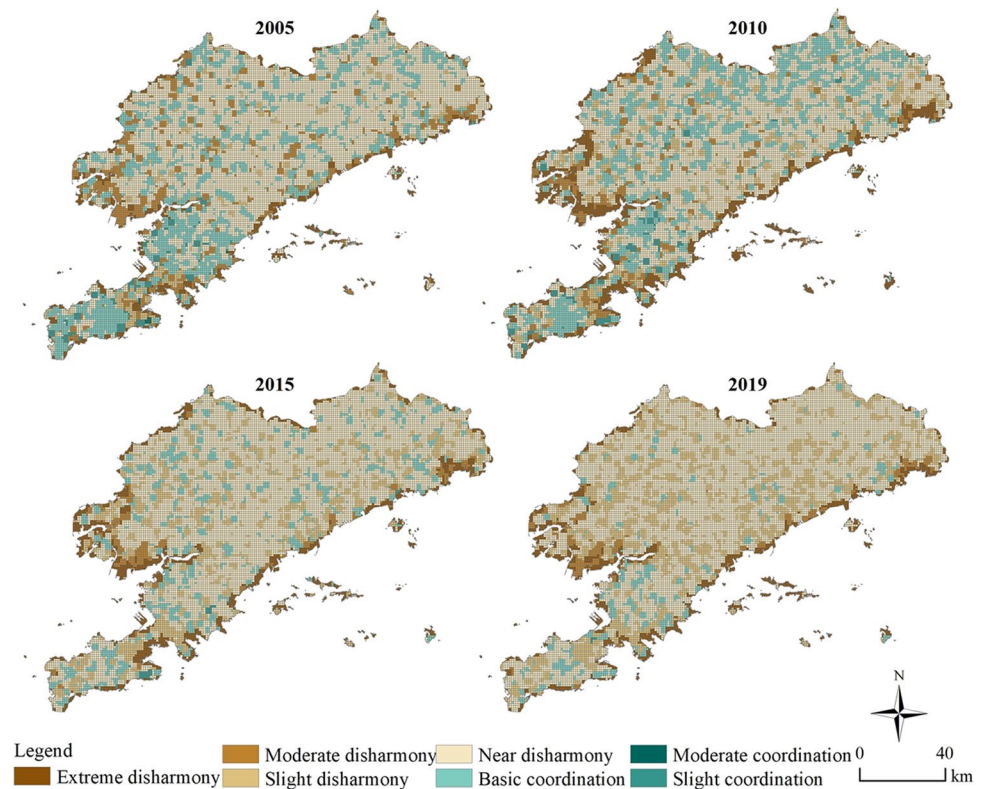 2005
2010
2015
2019
N
Legend
Extreme disharmony
Moderate disharmony
Slight disharmony
Near disharmony
Basic coordination
Moderate coordination
Slight coordination
0 40
km